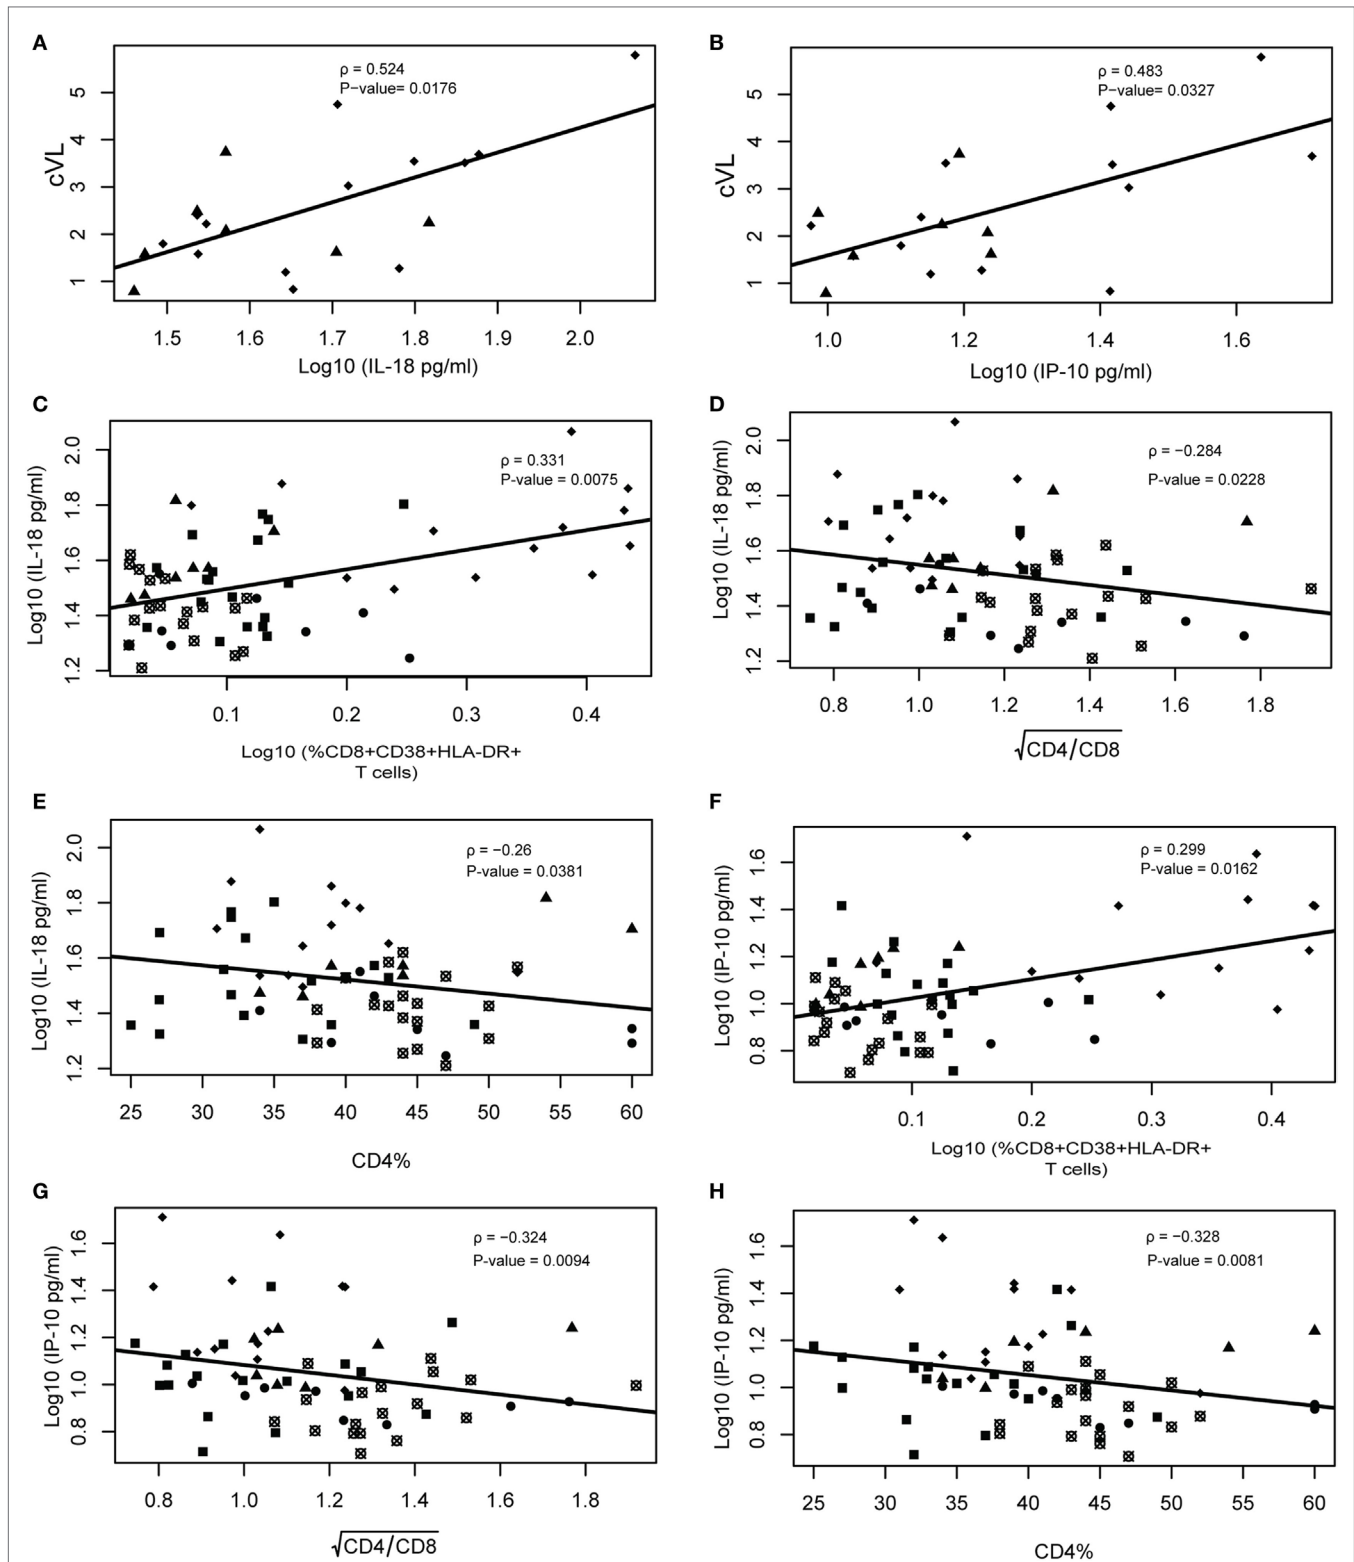 A
ρ = 0.524
P−value= 0.0176
cVL
5
4
3
2
1
1.5 1.6 1.7 1.8 1.9 2.0
Log10 (IL-18 pg/ml)
B
ρ = 0.483
P−value= 0.0327
cVL
5
4
3
2
1
1.0 1.2 1.4 1.6
Log10 (IP-10 pg/ml)
C
ρ = 0.331
P-value = 0.0075
Log10 (IL-18 pg/ml)
2.0
1.8
1.6
1.4
1.2
0.1 0.2 0.3 0.4
Log10 (%CD8+CD38+HLA-DR+
T cells)
D
ρ = −0.284
P-value = 0.0228
Log10 (IL-18 pg/ml)
2.0
1.8
1.6
1.4
1.2
0.8 1.0 1.2 1.4 1.6 1.8
√CD4/CD8
E
ρ = −0.26
P-value = 0.0381
Log10 (IL-18 pg/ml)
2.0
1.8
1.6
1.4
1.2
25 30 35 40 45 50 55 60
CD4%
F
ρ = 0.299
P-value = 0.0162
Log10 (IP-10 pg/ml)
1.6
1.4
1.2
1.0
0.8
0.1 0.2 0.3 0.4
Log10 (%CD8+CD38+HLA-DR+
T cells)
G
ρ = −0.324
P-value = 0.0094
Log10 (IP-10 pg/ml)
1.6
1.4
1.2
1.0
0.8
0.8 1.0 1.2 1.4 1.6 1.8
√CD4/CD8
H
ρ = −0.328
P-value = 0.0081
Log10 (IP-10 pg/ml)
1.6
1.4
1.2
1.0
0.8
25 30 35 40 45 50 55 60
CD4%